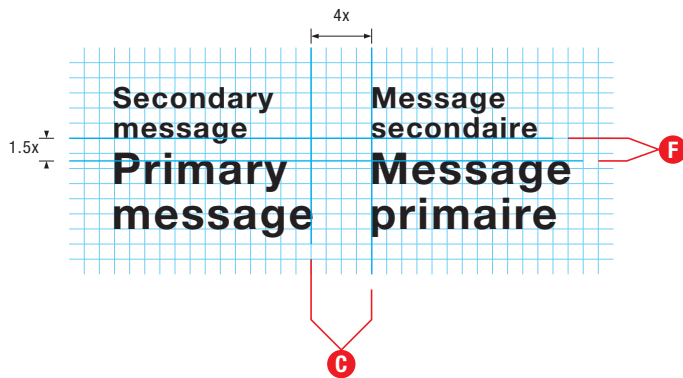 4x
Secondary
message
Primary
message
Message
secondaire
Message
primaire
1.5x
F
C